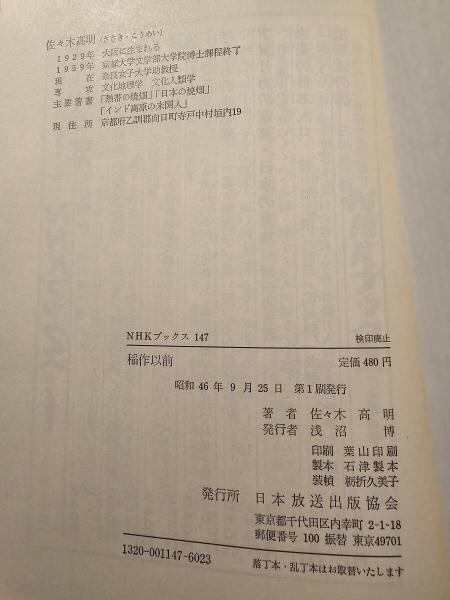 佐々木高明（ささき・こうめい）
1929年 大阪に生まれる
1959年 京都大学文学部大学院博士課程終了
現　　在 奈良女子大学助教授
専　　攻 文化地理学　文化人類学
主要著書 「熱帯の焼畑」「日本の焼畑」
「インド高原の未開人」
現 住 所 京都府乙訓郡向日町寺戸中村垣内19
NHKブックス 147　検印廃止
稲作以前　定価 480 円
昭和 46 年 9 月 25 日　第 1 刷発行
著　者　佐々木　高　明
発行者　浅　沼　　博
印刷　葉山印刷
製本　石津製本
装幀　栃折久美子
発行所　日本放送出版協会
東京都千代田区内幸町 2-1-18
郵便番号 100 振替 東京49701
1320-001147-6023　落丁本・乱丁本はお取替いたします